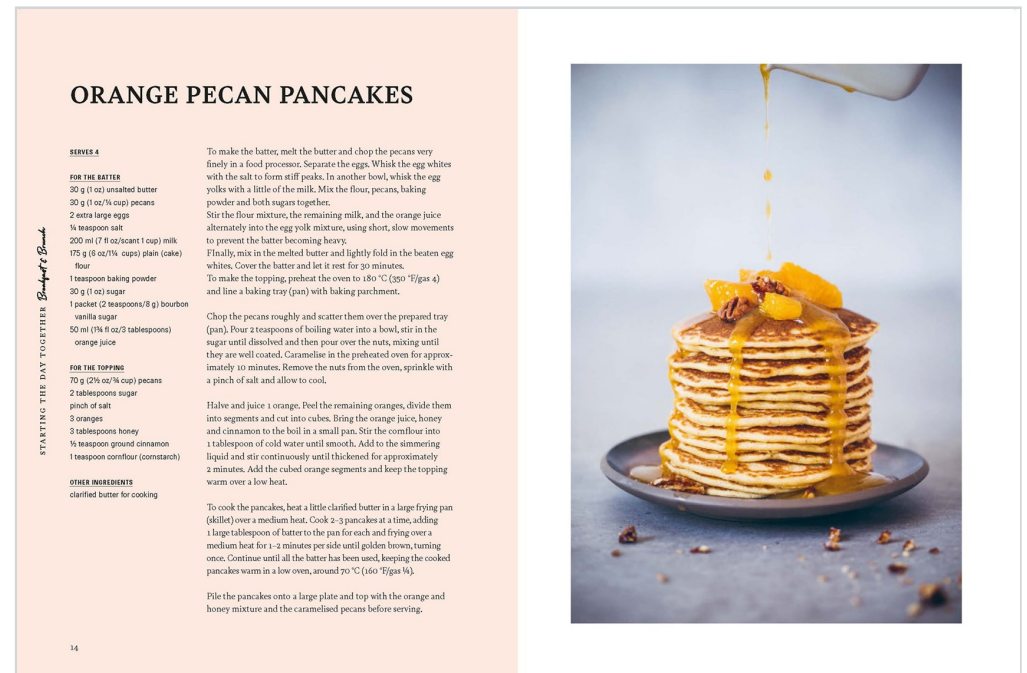 ORANGE PECAN PANCAKES
SERVES 4
FOR THE BATTER
30 g (1 oz) unsalted butter
30 g (1 oz/¼ cup) pecans
2 extra large eggs
¼ teaspoon salt
200 ml (7 fl oz/scant 1 cup) milk
175 g (6 oz/1¼ cups) plain (cake)
flour
1 teaspoon baking powder
30 g (1 oz) sugar
1 packet (2 teaspoons/8 g) bourbon
vanilla sugar
50 ml (1¾ fl oz/3 tablespoons)
orange juice
FOR THE TOPPING
70 g (2½ oz/¾ cup) pecans
2 tablespoons sugar
pinch of salt
3 oranges
3 tablespoons honey
½ teaspoon ground cinnamon
1 teaspoon cornflour (cornstarch)
OTHER INGREDIENTS
clarified butter for cooking
To make the batter, melt the butter and chop the pecans very
finely in a food processor. Separate the eggs. Whisk the egg whites
with the salt to form stiff peaks. In another bowl, whisk the egg
yolks with a little of the milk. Mix the flour, pecans, baking
powder and both sugars together.
Stir the flour mixture, the remaining milk, and the orange juice
alternately into the egg yolk mixture, using short, slow movements
to prevent the batter becoming heavy.
FInally, mix in the melted butter and lightly fold in the beaten egg
whites. Cover the batter and let it rest for 30 minutes.
To make the topping, preheat the oven to 180 °C (350 °F/gas 4)
and line a baking tray (pan) with baking parchment.
Chop the pecans roughly and scatter them over the prepared tray
(pan). Pour 2 teaspoons of boiling water into a bowl, stir in the
sugar until dissolved and then pour over the nuts, mixing until
they are well coated. Caramelise in the preheated oven for approx-
imately 10 minutes. Remove the nuts from the oven, sprinkle with
a pinch of salt and allow to cool.
Halve and juice 1 orange. Peel the remaining oranges, divide them
into segments and cut into cubes. Bring the orange juice, honey
and cinnamon to the boil in a small pan. Stir the cornflour into
1 tablespoon of cold water until smooth. Add to the simmering
liquid and stir continuously until thickened for approximately
2 minutes. Add the cubed orange segments and keep the topping
warm over a low heat.
To cook the pancakes, heat a little clarified butter in a large frying pan
(skillet) over a medium heat. Cook 2–3 pancakes at a time, adding
1 large tablespoon of batter to the pan for each and frying over a
medium heat for 1–2 minutes per side until golden brown, turning
once. Continue until all the batter has been used, keeping the cooked
pancakes warm in a low oven, around 70 °C (160 °F/gas ¼).
Pile the pancakes onto a large plate and top with the orange and
honey mixture and the caramelised pecans before serving.
STARTING THE DAY TOGETHER Breakfast & Brunch
14